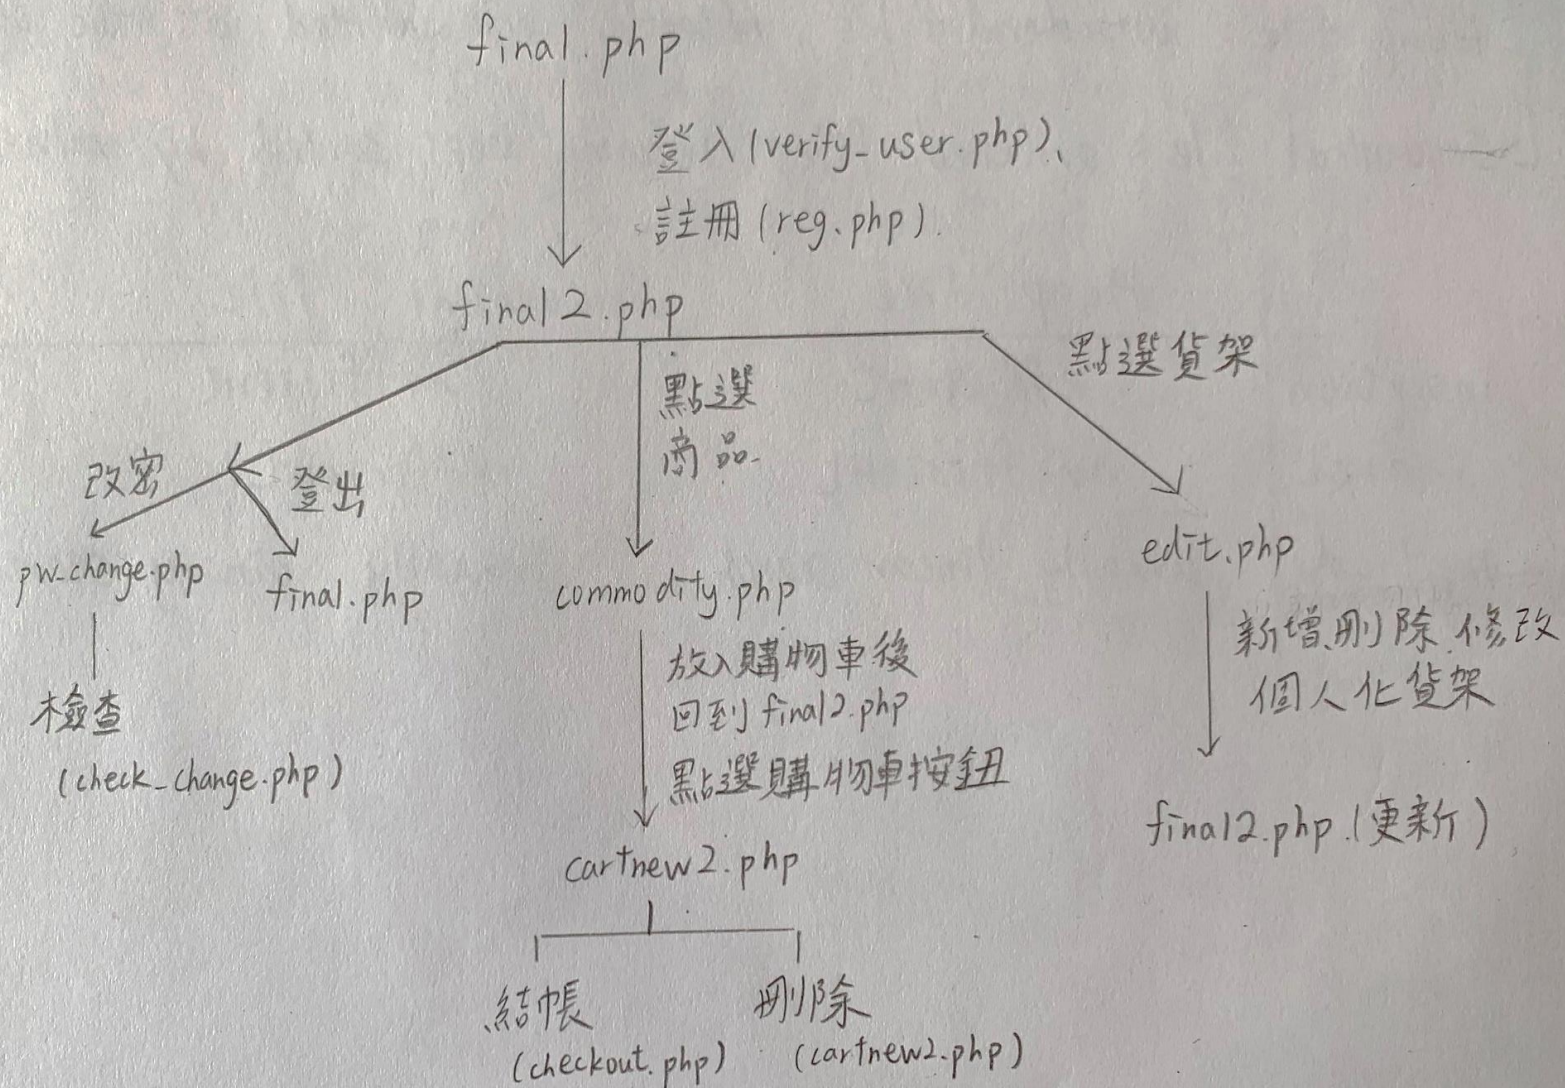 final.php
登入(verify_user.php)、
註冊(reg.php).
final2.php
點選貨架
點選
商品
改密
登出
pw_change.php
final.php
commodity.php
edit.php
檢查
(check_change.php)
放入購物車後
回到final2.php
點選購物車按鈕
新增、刪除、修改
個人化貨架
cartnew2.php
final2.php.(更新)
結帳
(checkout.php)
刪除
(cartnew2.php)